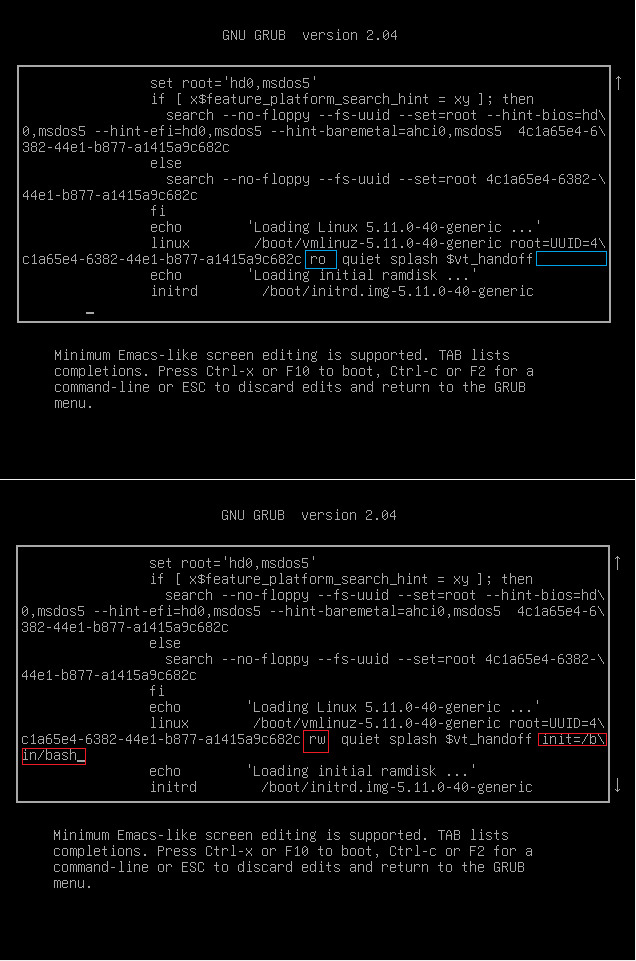 GNU GRUB version 2.04
set root='hd0,msdos5'
if [ x$feature_platform_search_hint = xy ]; then
search --no-floppy --fs-uuid --set=root --hint-bios=hd\
0,msdos5 --hint-efi=hd0,msdos5 --hint-baremetal=ahci0,msdos5  4c1a65e4-6\
382-44e1-b877-a1415a9c682c
else
search --no-floppy --fs-uuid --set=root 4c1a65e4-6382-\
44e1-b877-a1415a9c682c
fi
echo 'Loading Linux 5.11.0-40-generic ...'
linux /boot/vmlinuz-5.11.0-40-generic root=UUID=4\
c1a65e4-6382-44e1-b877-a1415a9c682c ro quiet splash $vt_handoff
echo 'Loading initial ramdisk ...'
initrd /boot/initrd.img-5.11.0-40-generic
↑
Minimum Emacs-like screen editing is supported. TAB lists
completions. Press Ctrl-x or F10 to boot, Ctrl-c or F2 for a
command-line or ESC to discard edits and return to the GRUB
menu.
GNU GRUB version 2.04
set root='hd0,msdos5'
if [ x$feature_platform_search_hint = xy ]; then
search --no-floppy --fs-uuid --set=root --hint-bios=hd\
0,msdos5 --hint-efi=hd0,msdos5 --hint-baremetal=ahci0,msdos5  4c1a65e4-6\
382-44e1-b877-a1415a9c682c
else
search --no-floppy --fs-uuid --set=root 4c1a65e4-6382-\
44e1-b877-a1415a9c682c
fi
echo 'Loading Linux 5.11.0-40-generic ...'
linux /boot/vmlinuz-5.11.0-40-generic root=UUID=4\
c1a65e4-6382-44e1-b877-a1415a9c682c rw quiet splash $vt_handoff init=/b\
in/bash_
echo 'Loading initial ramdisk ...'
initrd /boot/initrd.img-5.11.0-40-generic
↑
↓
Minimum Emacs-like screen editing is supported. TAB lists
completions. Press Ctrl-x or F10 to boot, Ctrl-c or F2 for a
command-line or ESC to discard edits and return to the GRUB
menu.